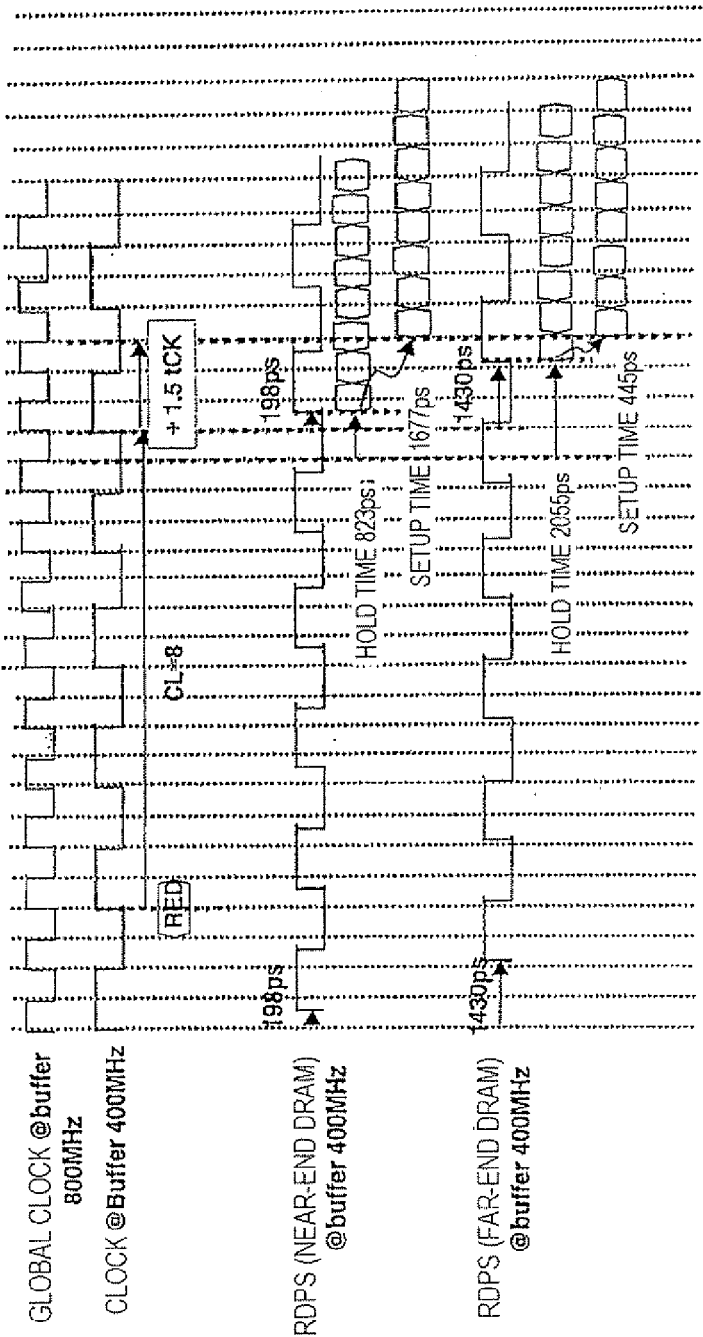 GLOBAL CLOCK @buffer
800MHz
CLOCK @Buffer 400MHz
RED
CL=8
+ 1.5 tCK
RDPS (NEAR-END DRAM)
@buffer 400MHz
198ps
198ps
HOLD TIME 823ps
SETUP TIME 1677ps
RDPS (FAR-END DRAM)
@buffer 400MHz
1430ps
1430ps
HOLD TIME 2055ps
SETUP TIME 445ps